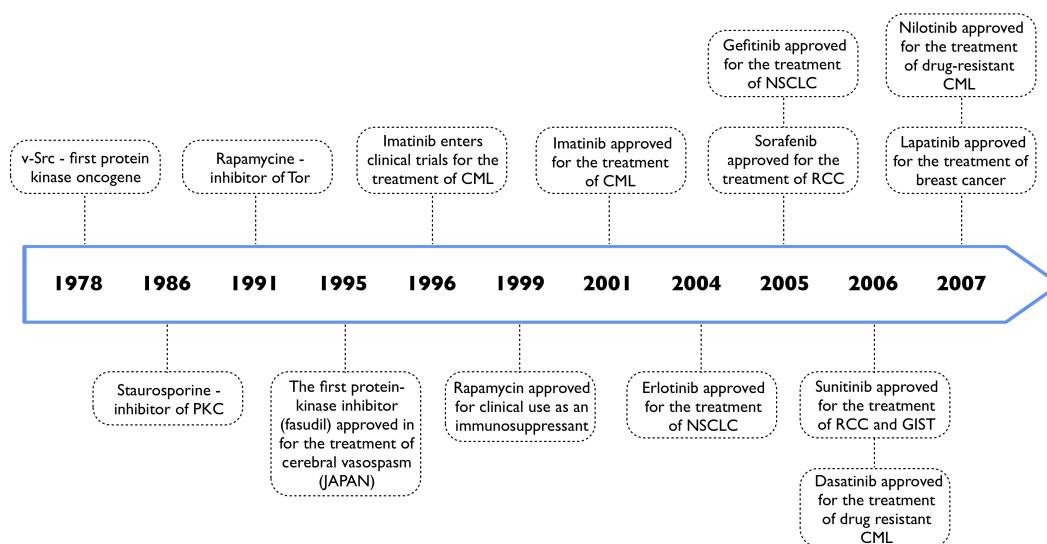 Gefitinib approved
for the treatment
of NSCLC
Nilotinib approved
for the treatment
of drug-resistant
CML
v-Src - first protein
kinase oncogene
Rapamycine -
inhibitor of Tor
Imatinib enters
clinical trials for the
treatment of CML
Imatinib approved
for the treatment
of CML
Sorafenib
approved for the
treatment of RCC
Lapatinib approved
for the treatment of
breast cancer
1978 1986 1991 1995 1996 1999 2001 2004 2005 2006 2007
Staurosporine -
inhibitor of PKC
The first protein-
kinase inhibitor
(fasudil) approved in
for the treatment of
cerebral vasospasm
(JAPAN)
Rapamycin approved
for clinical use as an
immunosuppressant
Erlotinib approved
for the treatment
of NSCLC
Sunitinib approved
for the treatment
of RCC and GIST
Dasatinib approved
for the treatment
of drug resistant
CML